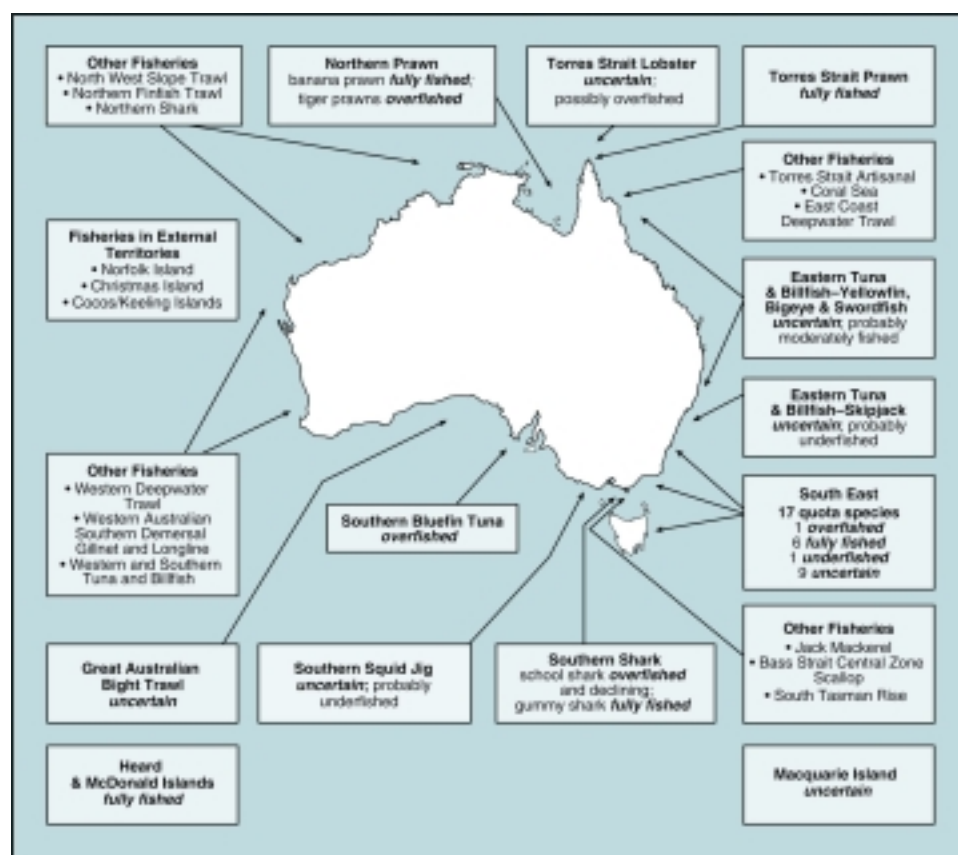 Other Fisheries
• North West Slope Trawl
• Northern Finfish Trawl
• Northern Shark
Northern Prawn
banana prawn fully fished;
tiger prawns overfished
Torres Strait Lobster
uncertain;
possibly overfished
Torres Strait Prawn
fully fished
Other Fisheries
• Torres Strait Artisanal
• Coral Sea
• East Coast
Deepwater Trawl
Fisheries in External
Territories
• Norfolk Island
• Christmas Island
• Cocos/Keeling Islands
Eastern Tuna
& Billfish–Yellowfin,
Bigeye & Swordfish
uncertain; probably
moderately fished
Eastern Tuna
& Billfish–Skipjack
uncertain; probably
underfished
Other Fisheries
• Western Deepwater
Trawl
• Western Australian
Southern Demersal
Gillnet and Longline
• Western and Southern
Tuna and Billfish
Southern Bluefin Tuna
overfished
South East
17 quota species
1 overfished
6 fully fished
1 underfished
9 uncertain
Great Australian
Bight Trawl
uncertain
Southern Squid Jig
uncertain; probably
underfished
Southern Shark
school shark overfished
and declining;
gummy shark fully fished
Other Fisheries
• Jack Mackerel
• Bass Strait Central Zone
Scallop
• South Tasman Rise
Heard
& McDonald Islands
fully fished
Macquarie Island
uncertain